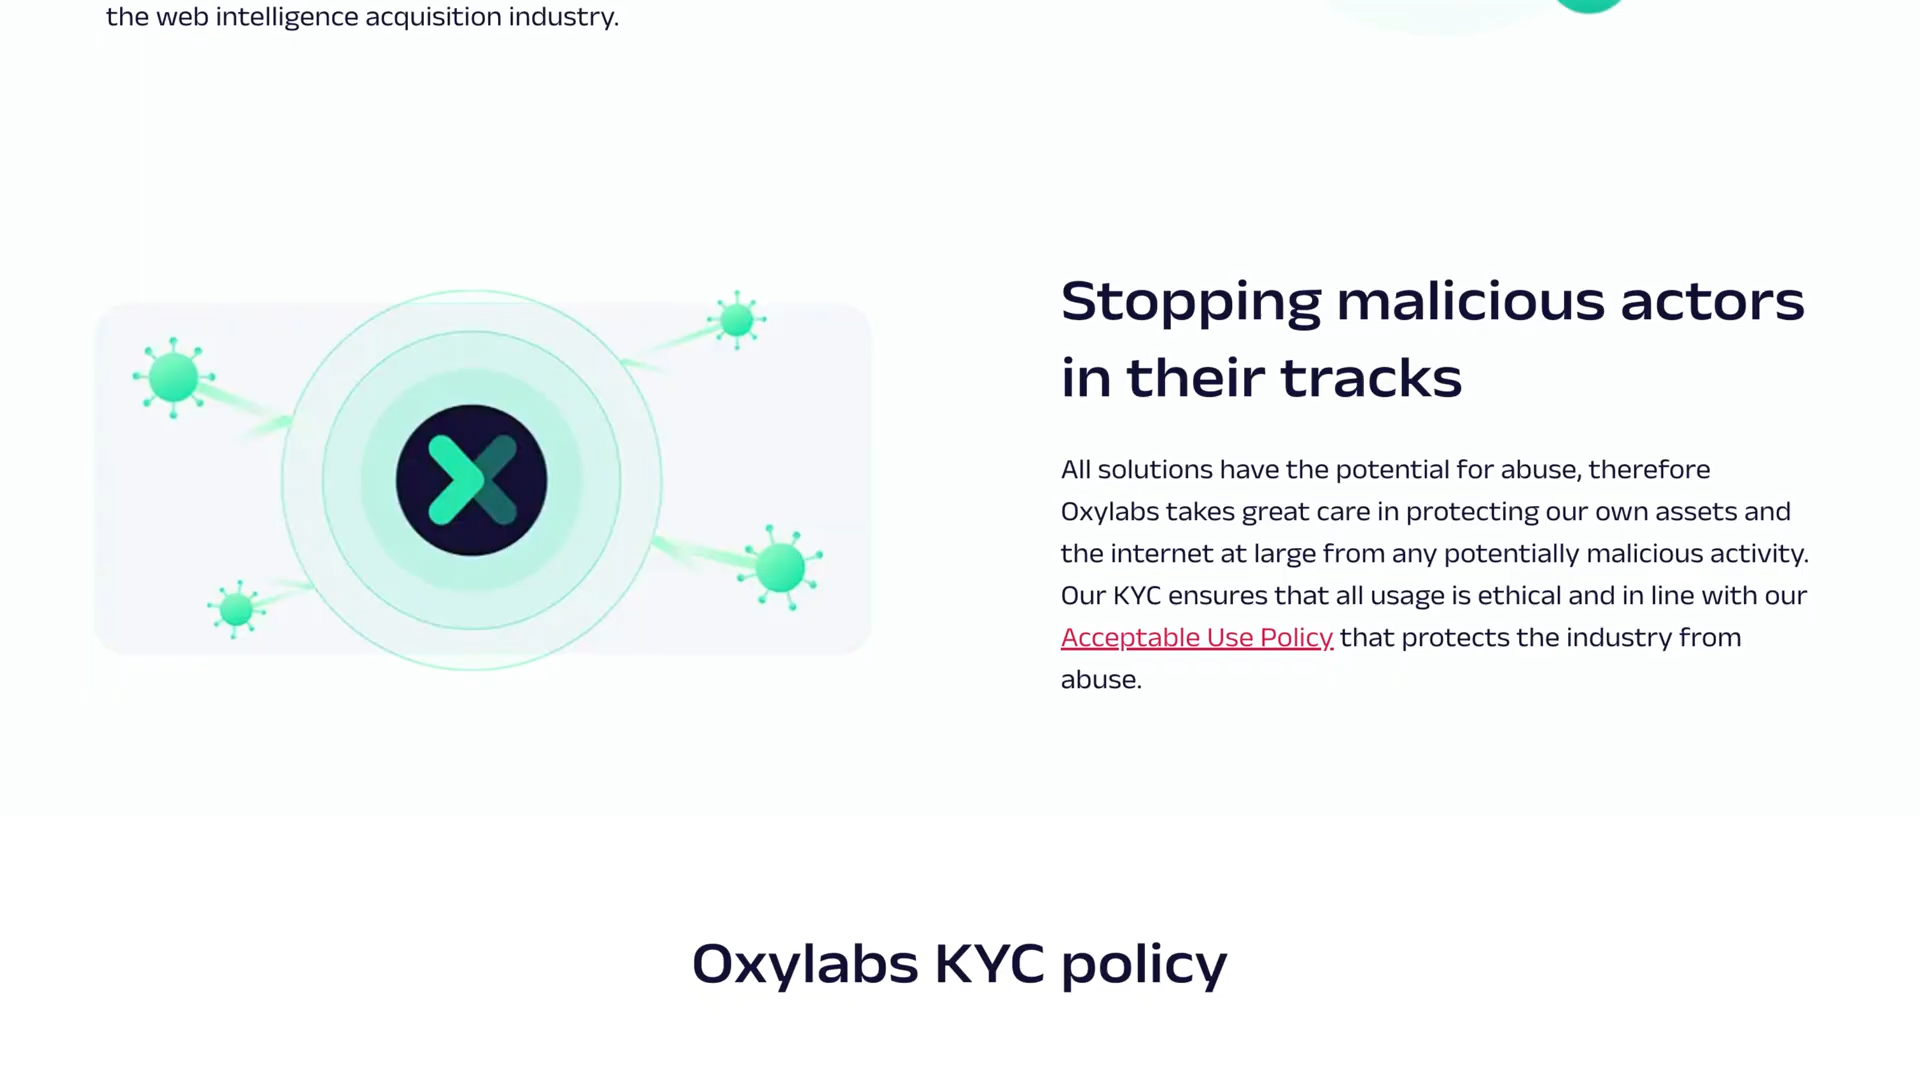 the web intelligence acquisition industry.
Stopping malicious actors
in their tracks
All solutions have the potential for abuse, therefore
Oxylabs takes great care in protecting our own assets and
the internet at large from any potentially malicious activity.
Our KYC ensures that all usage is ethical and in line with our
Acceptable Use Policy that protects the industry from
abuse.
Oxylabs KYC policy